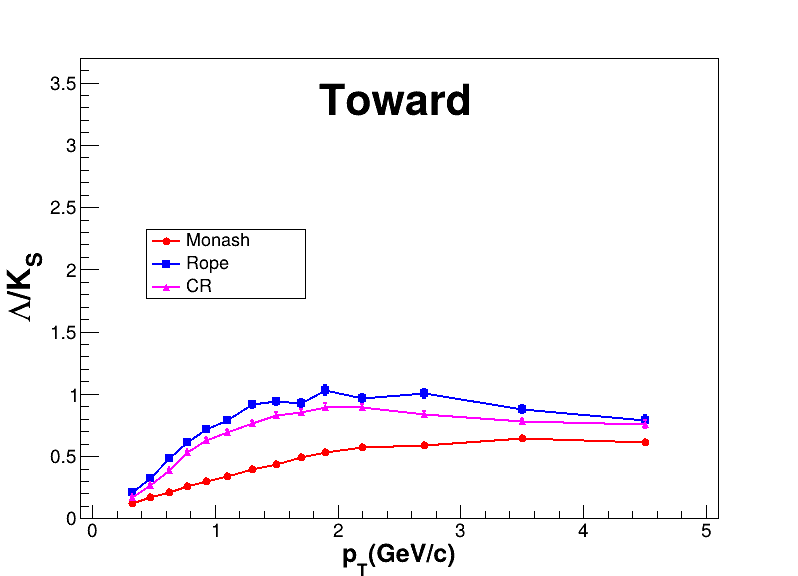 Toward
3.5
3
2.5
2
1.5
1
0.5
0
Λ/K_S
Monash
Rope
CR
0 1 2 3 4 5
p_T(GeV/c)